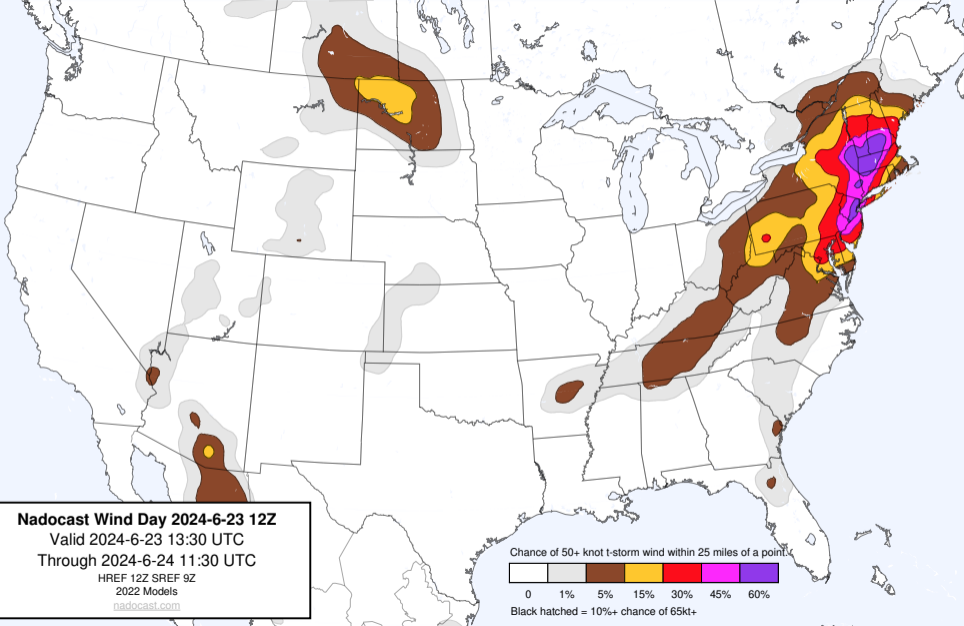 Nadocast Wind Day 2024-6-23 12Z
Valid 2024-6-23 13:30 UTC
Through 2024-6-24 11:30 UTC
HREF 12Z SREF 9Z
2022 Models
nadocast.com
Chance of 50+ knot t-storm wind within 25 miles of a point.
0 1% 5% 15% 30% 45% 60%
Black hatched = 10%+ chance of 65kt+